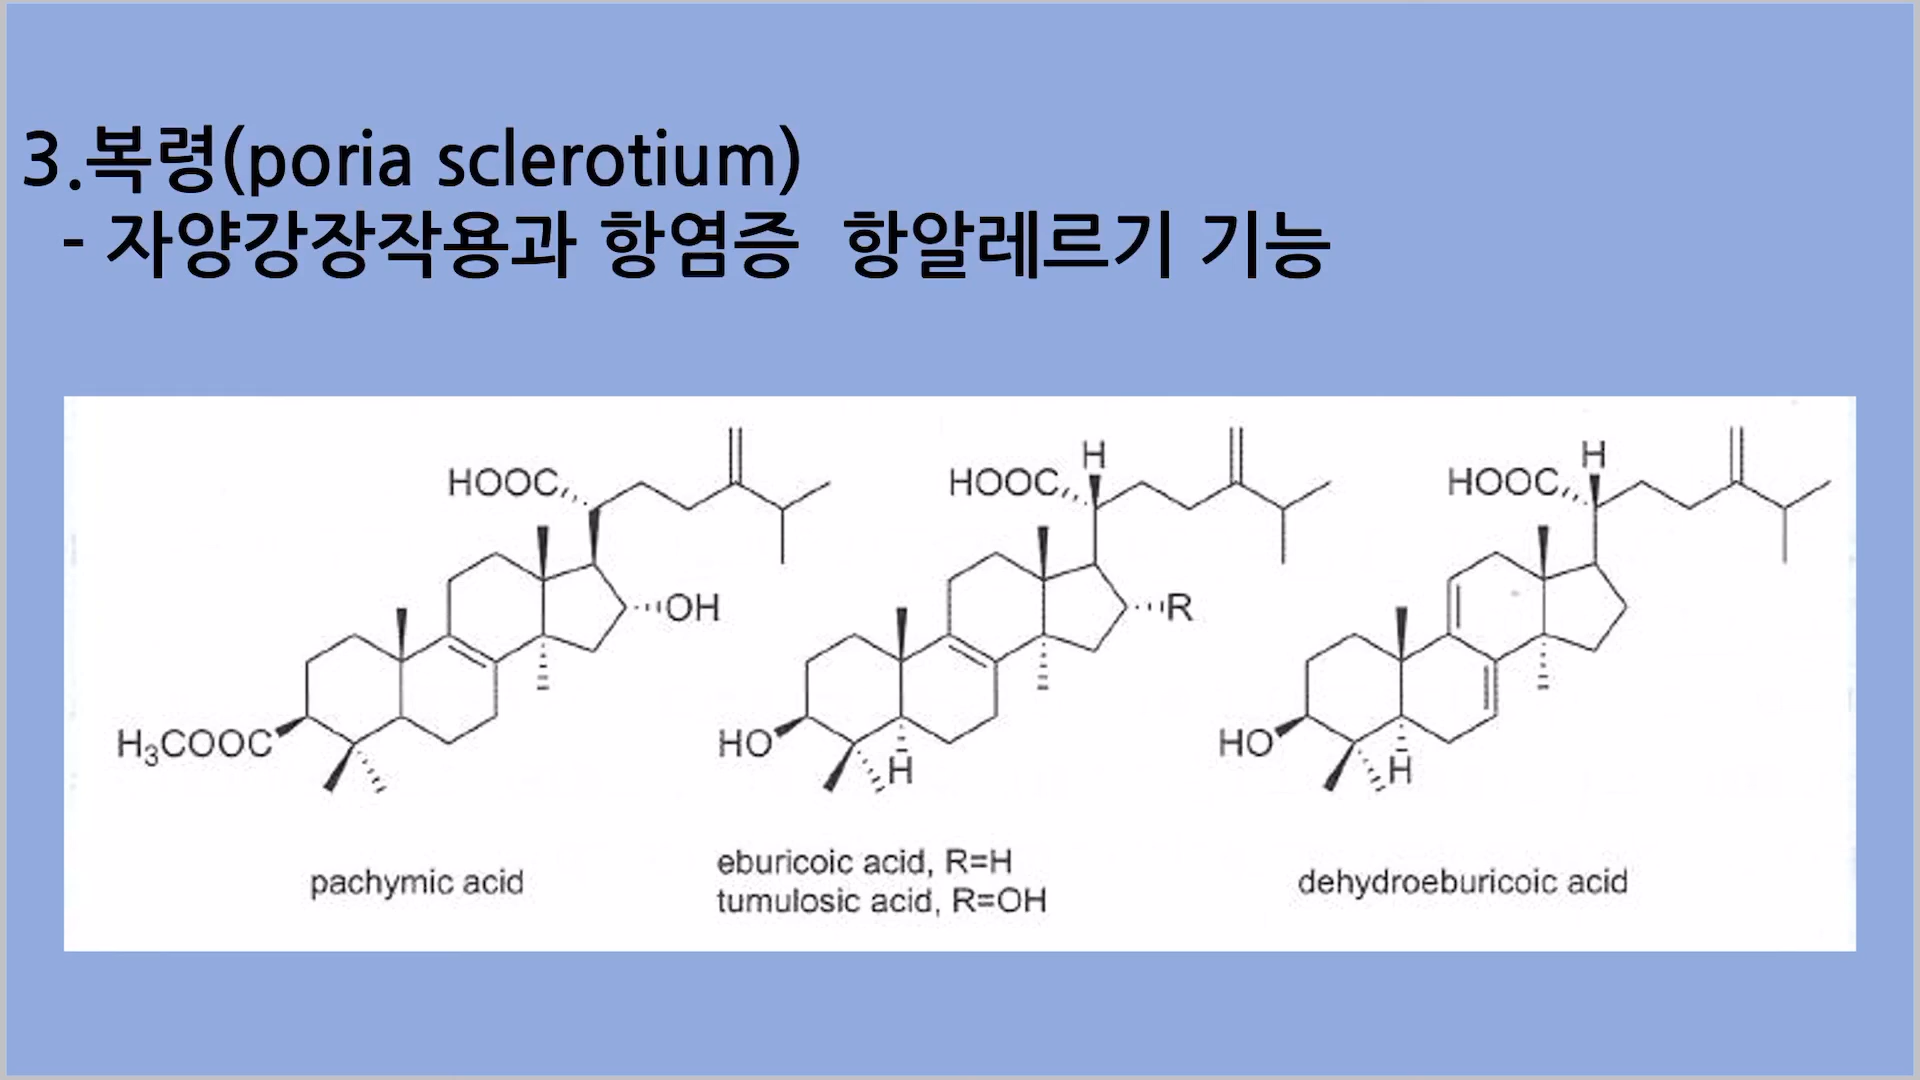 3.복령(poria sclerotium)
- 자양강장작용과 항염증 항알레르기 기능
HOOC
OH
H₃COOC
pachymic acid
H
HOOC
R
HO
H
eburicoic acid, R=H
tumulosic acid, R=OH
H
HOOC
HO
H
dehydroeburicoic acid